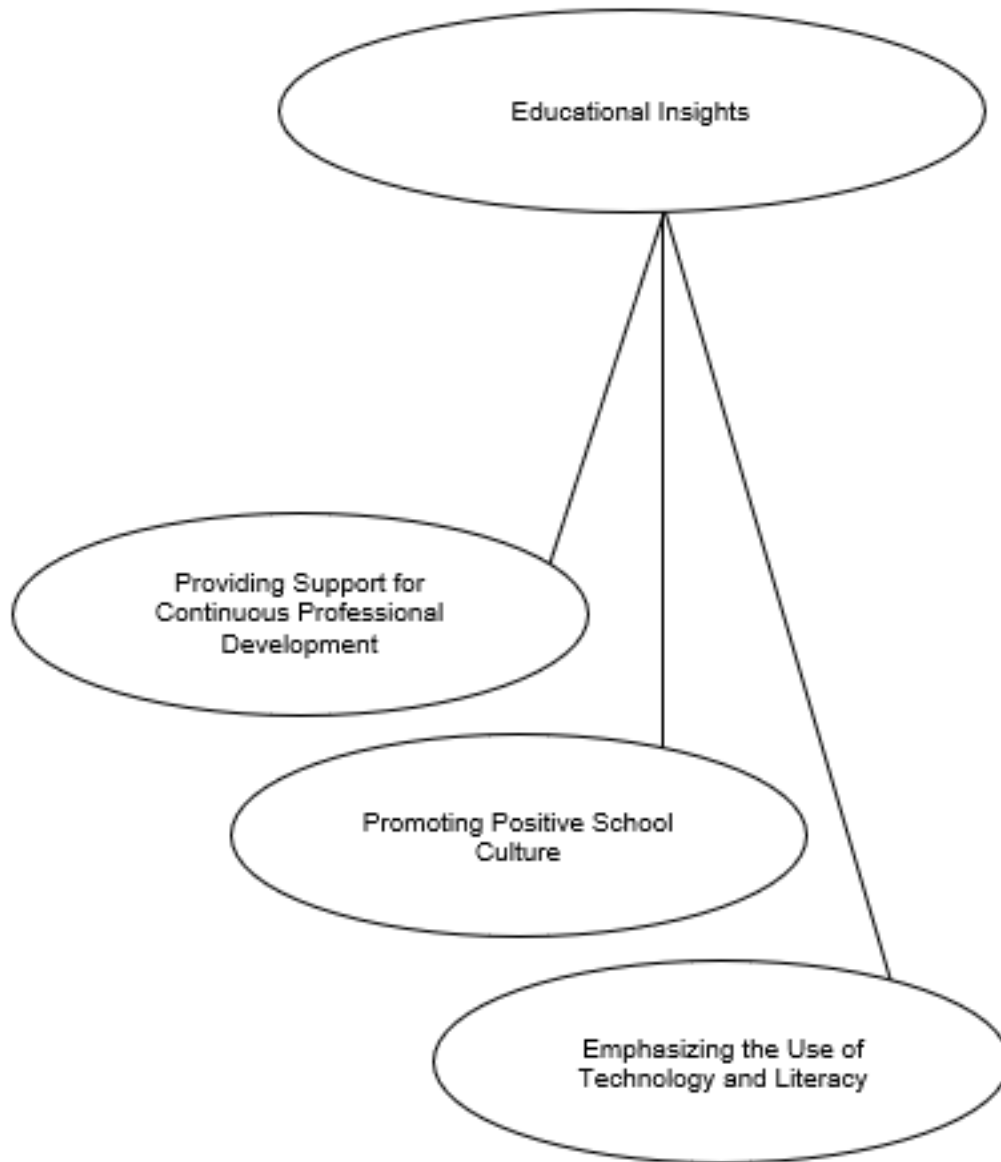 Educational Insights
Providing Support for
Continuous Professional
Development
Promoting Positive School
Culture
Emphasizing the Use of
Technology and Literacy